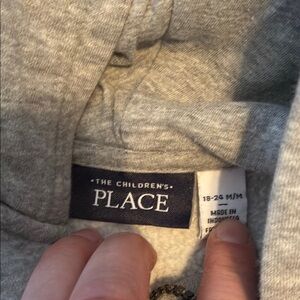 • THE CHILDREN'S •
PLACE
18-24 M/M
MADE IN
INDONESIA